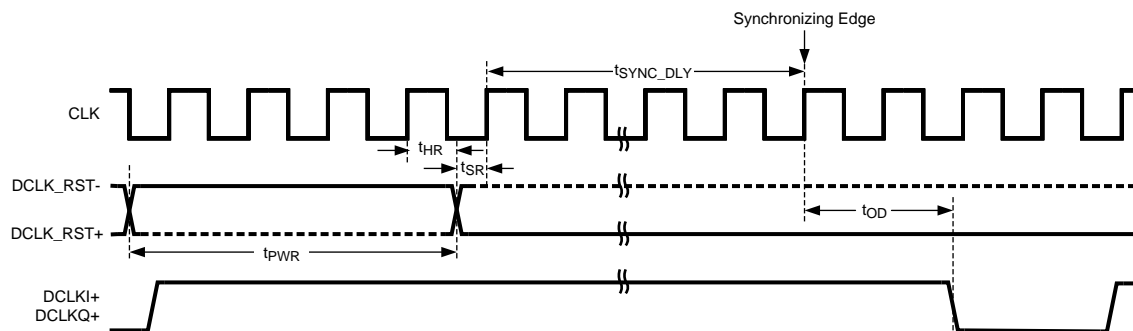 Synchronizing Edge
tSYNC_DLY
CLK
tHR
tSR
DCLK_RST-
tOD
DCLK_RST+
tPWR
DCLKI+
DCLKQ+